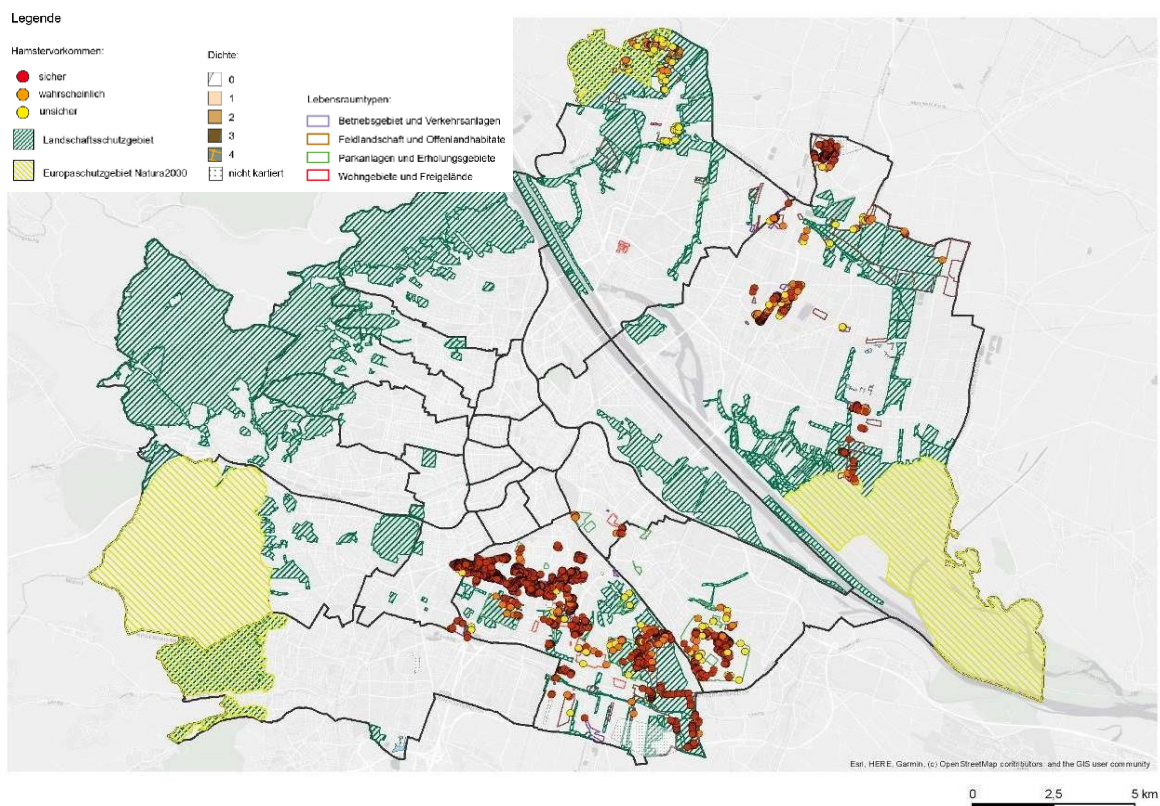 Legende
Hamstervorkommen:
sicher
wahrscheinlich
unsicher
Landschaftsschutzgebiet
Europaschutzgebiet Natura2000
Dichte:
0
1
2
3
4
nicht kartiert
Lebensraumtypen:
Betriebsgebiet und Verkehrsanlagen
Feldlandschaft und Offenlandhabitate
Parkanlagen und Erholungsgebiete
Wohngebiete und Freigelände
Esri, HERE, Garmin, (c) OpenStreetMap contributors and the GIS user community
0 2,5 5 km